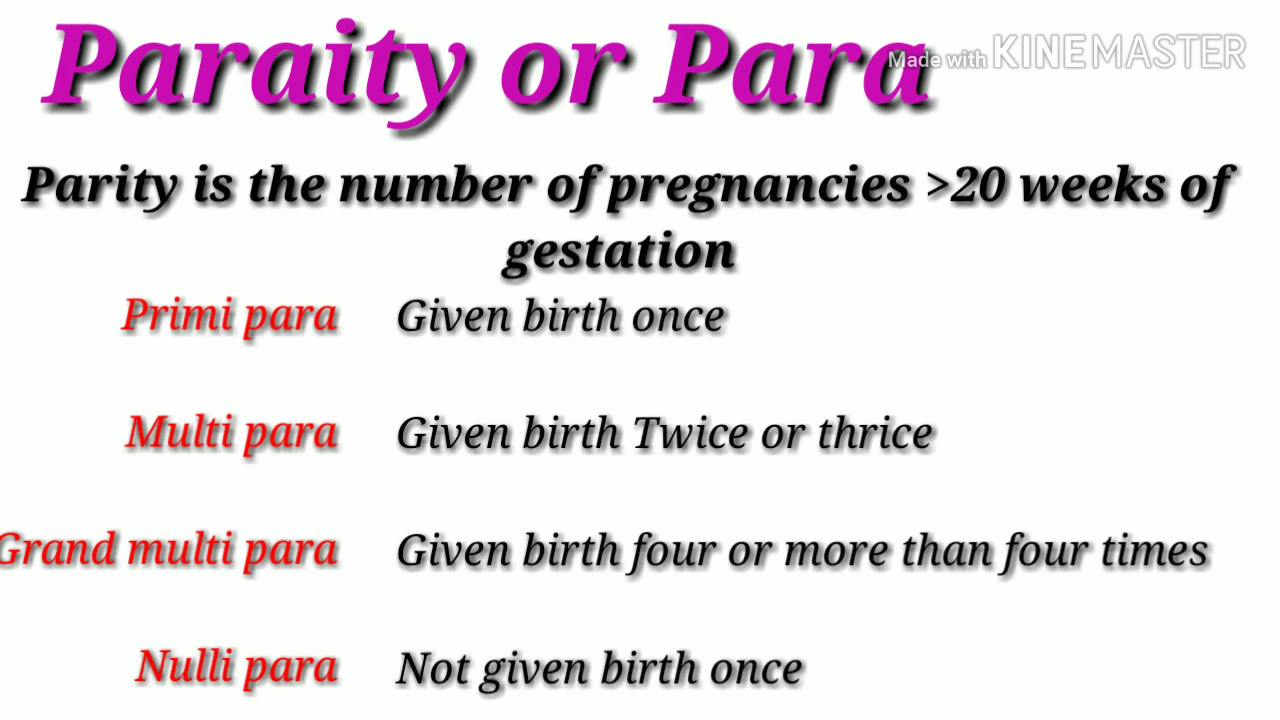 Paraity or Para
Made with KINEMASTER
Parity is the number of pregnancies >20 weeks of
gestation
Primi para Given birth once
Multi para Given birth Twice or thrice
Grand multi para Given birth four or more than four times
Nulli para Not given birth once